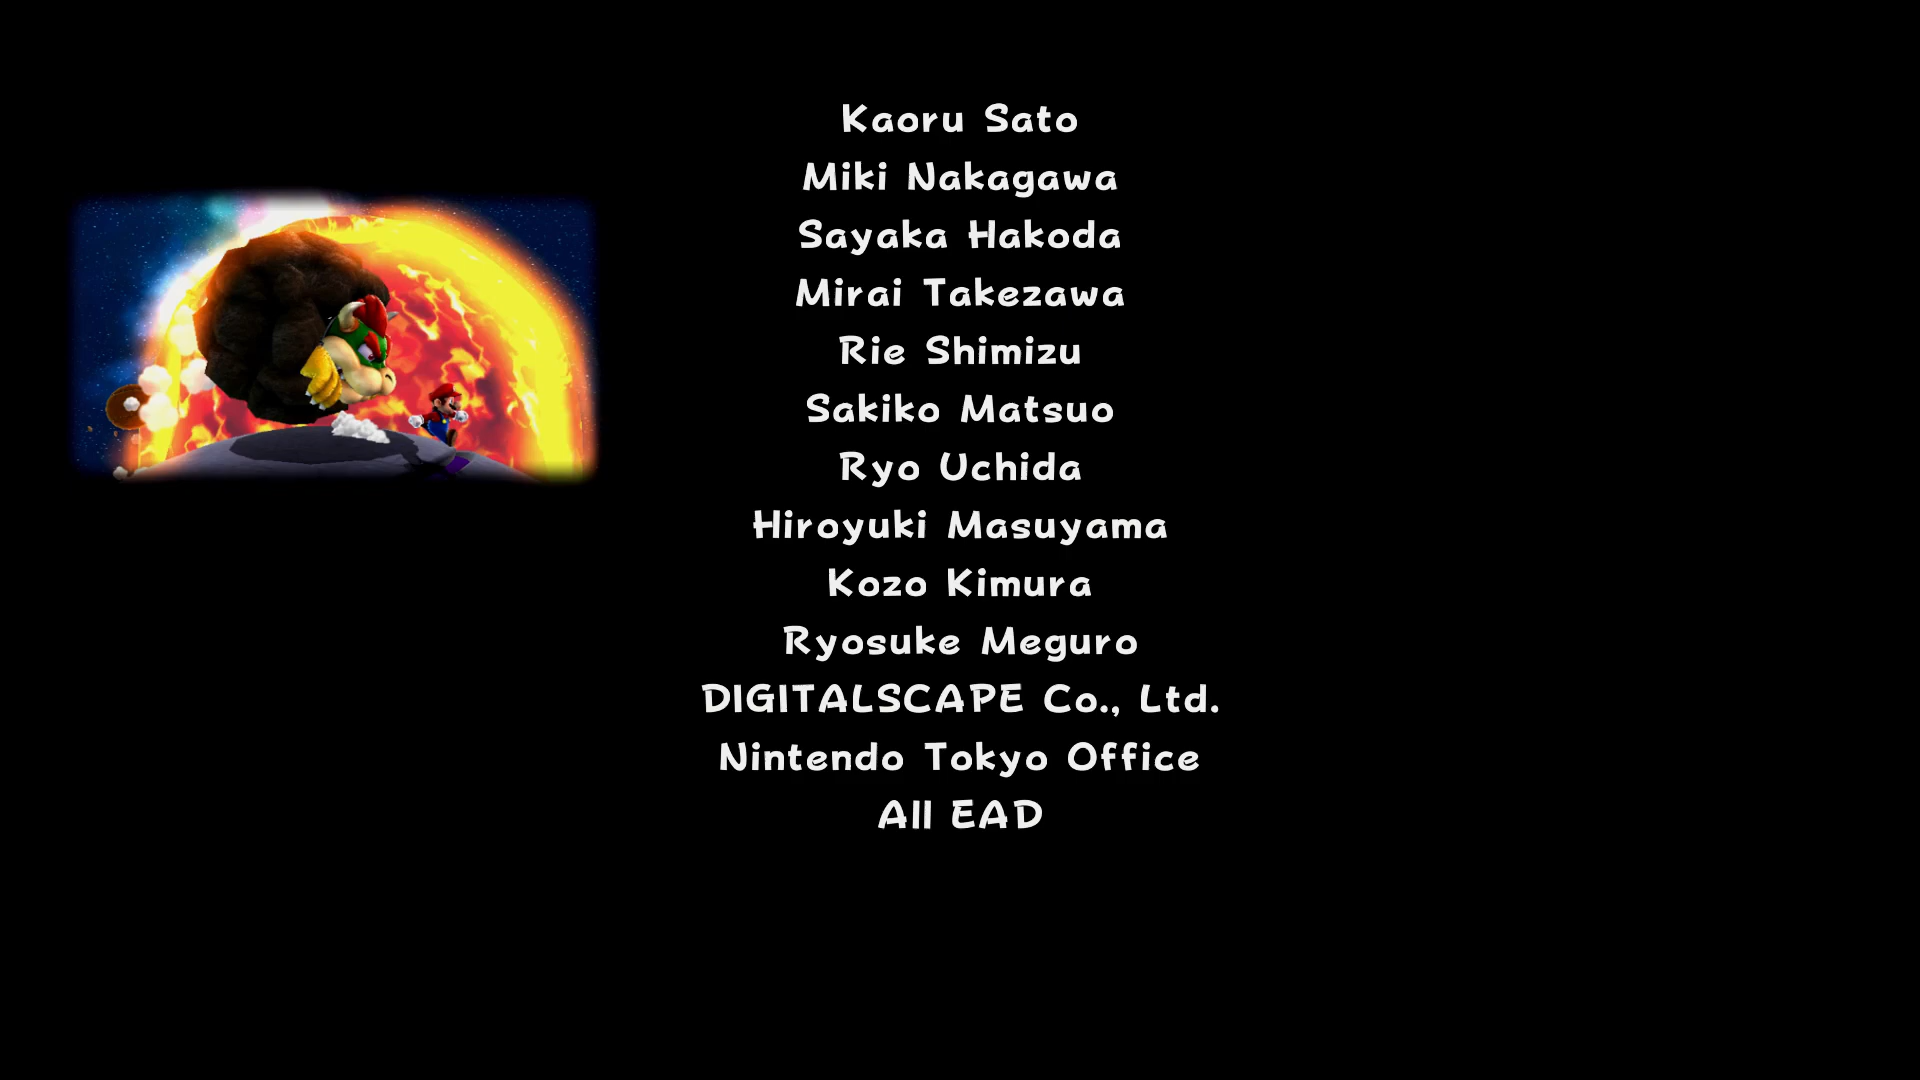 Kaoru Sato
Miki Nakagawa
Sayaka Hakoda
Mirai Takezawa
Rie Shimizu
Sakiko Matsuo
Ryo Uchida
Hiroyuki Masuyama
Kozo Kimura
Ryosuke Meguro
DIGITALSCAPE Co., Ltd.
Nintendo Tokyo Office
All EAD